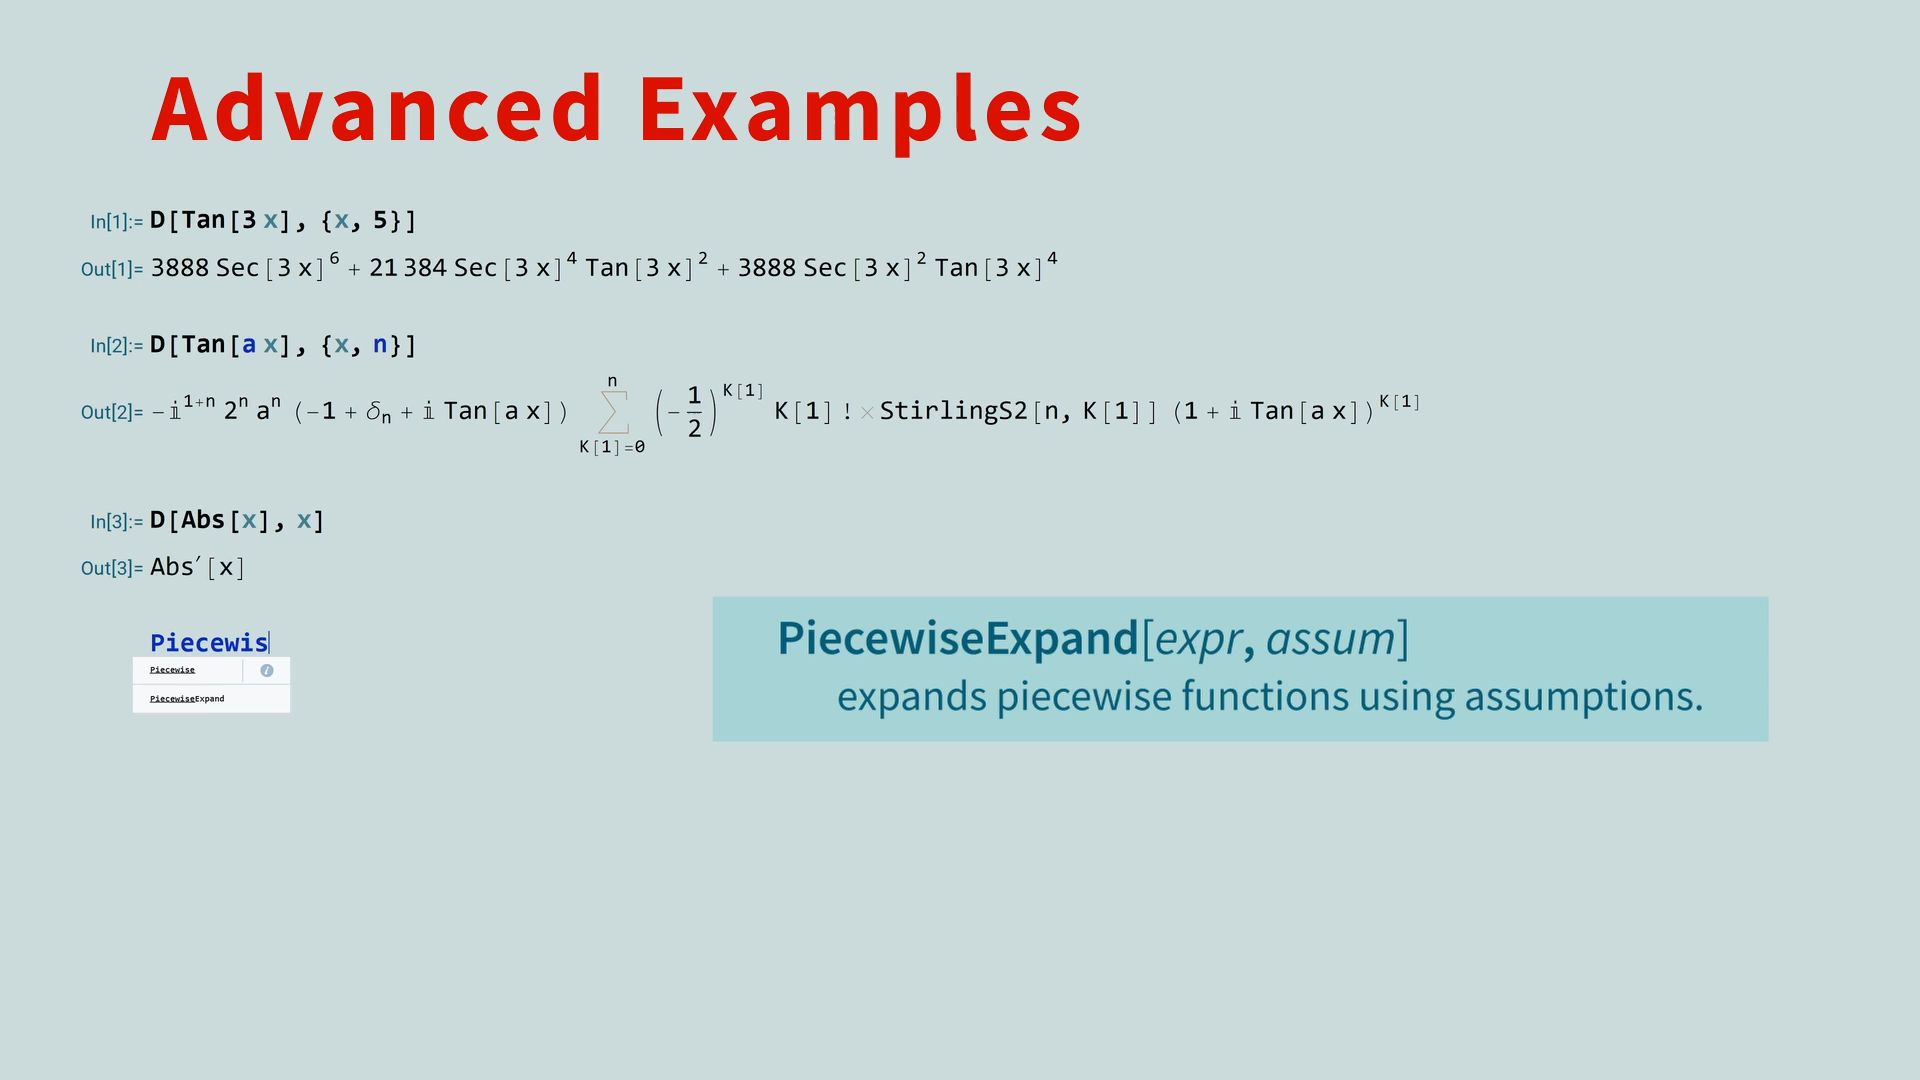 Advanced Examples
In[1]:= D[Tan[3 x], {x, 5}]
Out[1]= 3888 Sec[3 x]^6 + 21 384 Sec[3 x]^4 Tan[3 x]^2 + 3888 Sec[3 x]^2 Tan[3 x]^4
In[2]:= D[Tan[a x], {x, n}]
Out[2]= -ⅈ^(1+n) 2^n a^n (-1 + δ_n + ⅈ Tan[a x]) ∑_(K[1]=0)^n (-1/2)^K[1] K[1]! × StirlingS2[n, K[1]] (1 + ⅈ Tan[a x])^K[1]
In[3]:= D[Abs[x], x]
Out[3]= Abs′[x]
Piecewis
Piecewise
PiecewiseExpand
PiecewiseExpand[expr, assum]
expands piecewise functions using assumptions.